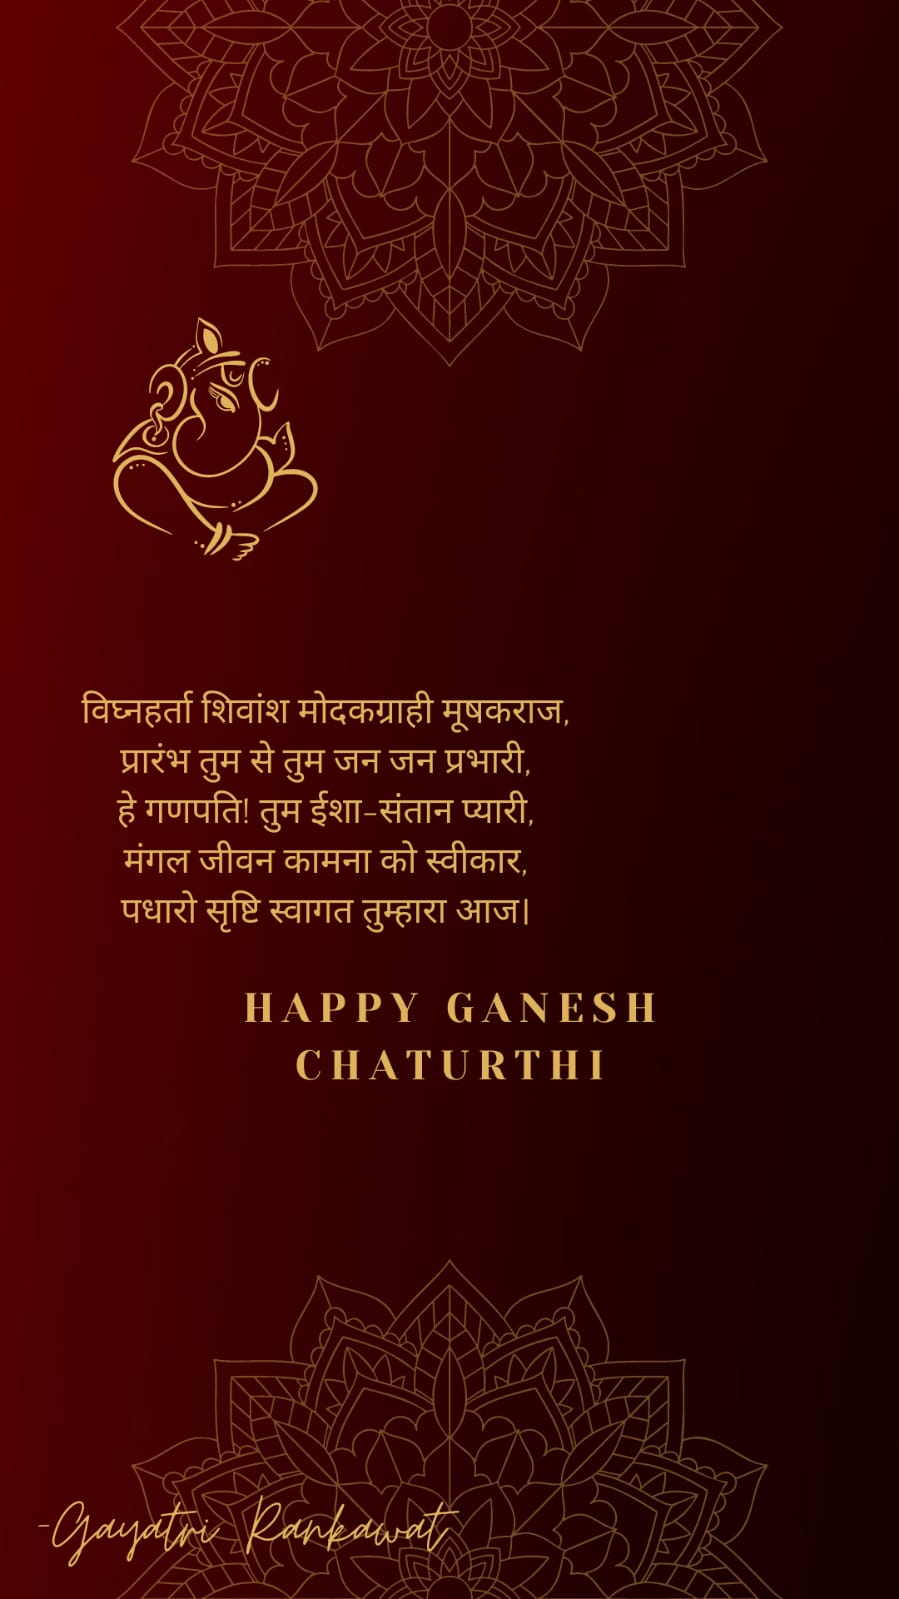 विघ्नहर्ता शिवांश मोदकग्राही मूषकराज,
प्रारंभ तुम से तुम जन जन प्रभारी,
हे गणपति! तुम ईशा-संतान प्यारी,
मंगल जीवन कामना को स्वीकार,
पधारो सृष्टि स्वागत तुम्हारा आज।
HAPPY GANESH
CHATURTHI
-Gayatri Rankawat